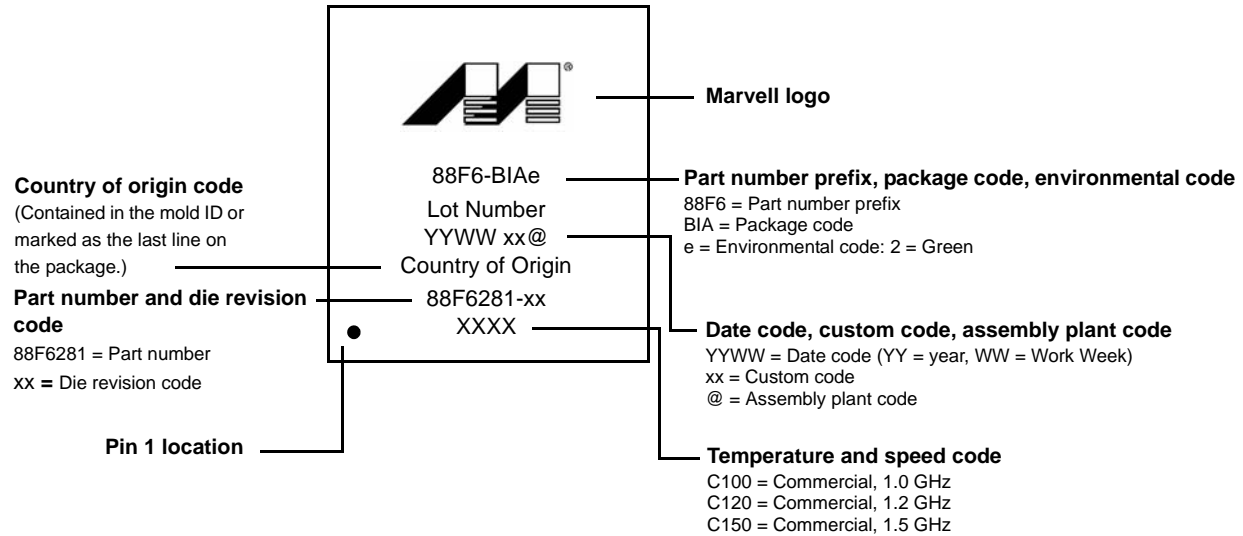 ®
Marvell logo
88F6-BIAe
Part number prefix, package code, environmental code
88F6 = Part number prefix
BIA = Package code
e = Environmental code: 2 = Green
Country of origin code
(Contained in the mold ID or
marked as the last line on
the package.)
Lot Number
YYWW xx@
Country of Origin
Part number and die revision
code
88F6281 = Part number
xx = Die revision code
88F6281-xx
XXXX
Date code, custom code, assembly plant code
YYWW = Date code (YY = year, WW = Work Week)
xx = Custom code
@ = Assembly plant code
Pin 1 location
Temperature and speed code
C100 = Commercial, 1.0 GHz
C120 = Commercial, 1.2 GHz
C150 = Commercial, 1.5 GHz